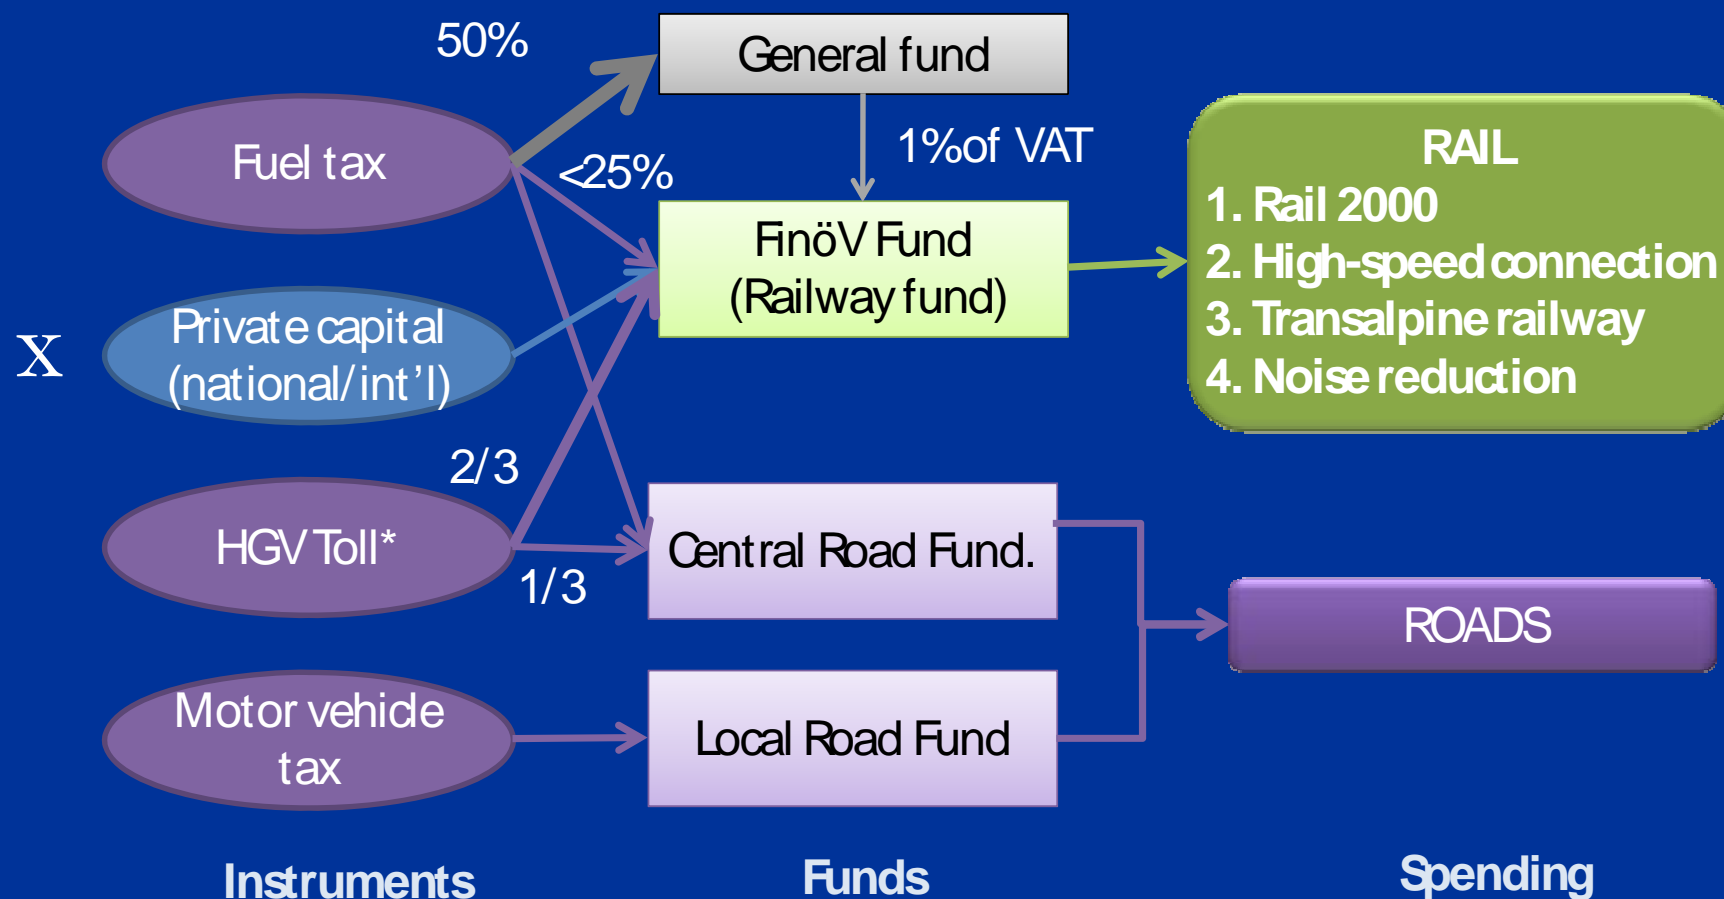 50%
General fund
Fuel tax
<25%
1% of VAT
RAIL
1. Rail 2000
2. High-speed connection
3. Transalpine railway
4. Noise reduction
FinöV Fund
(Railway fund)
X
Private capital
(national/int’l)
2/3
HGV Toll*
1/3
Central Road Fund.
ROADS
Motor vehicle
tax
Local Road Fund
Instruments
Funds
Spending